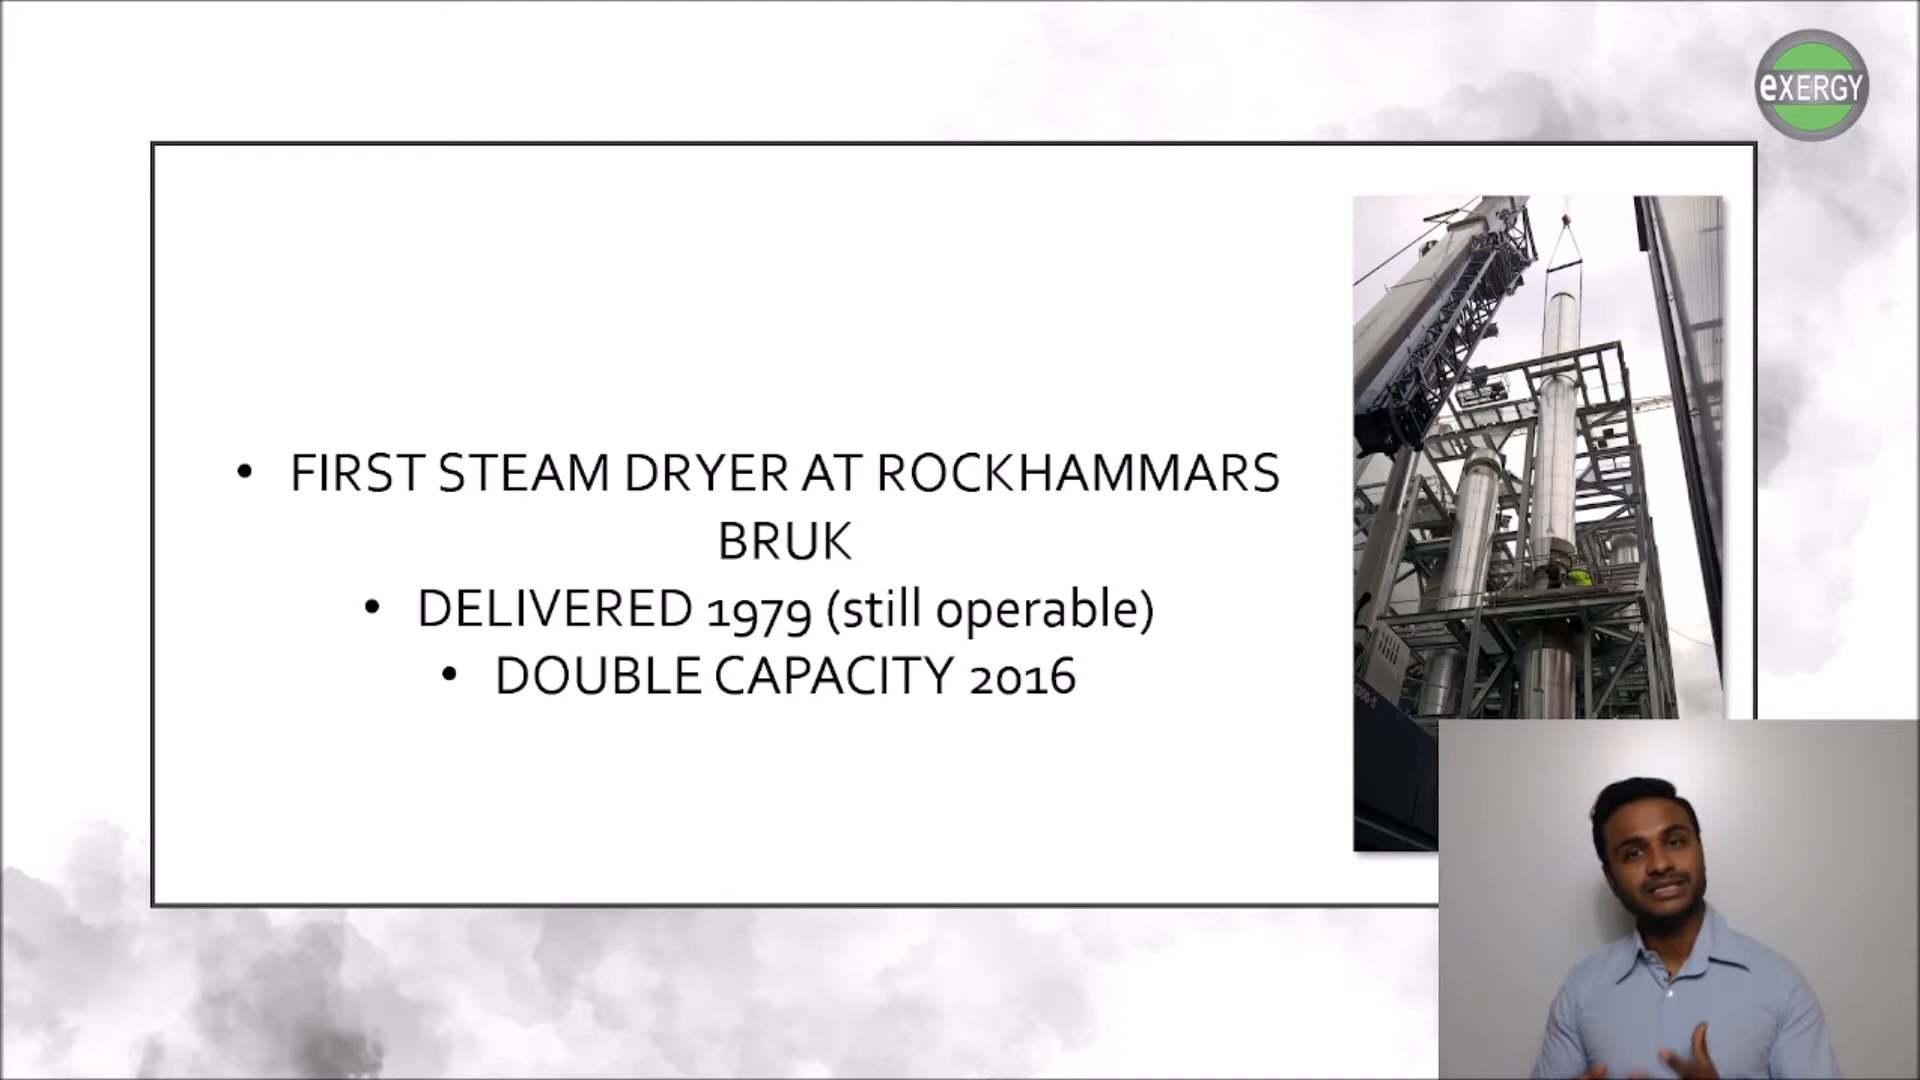 eXERGY
• FIRST STEAM DRYER AT ROCKHAMMARS
BRUK
• DELIVERED 1979 (still operable)
• DOUBLE CAPACITY 2016